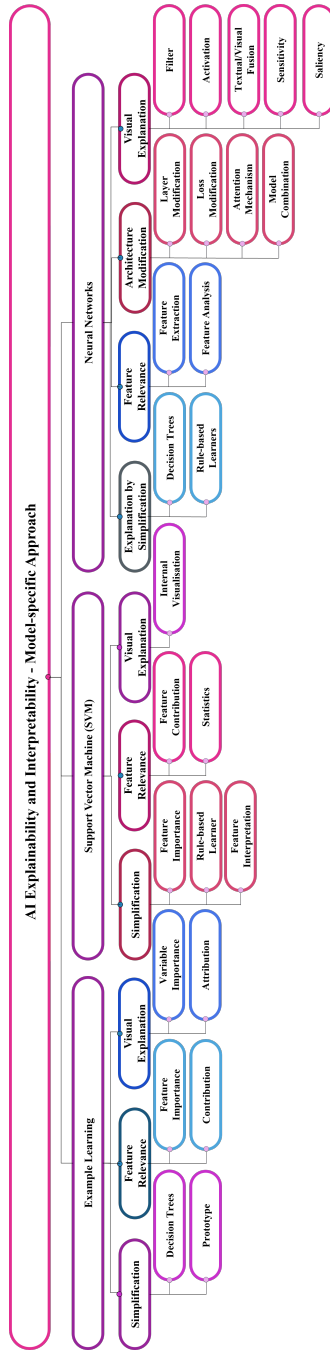 AI Explainability and Interpretability - Model-specific Approach
Example Learning
Support Vector Machine (SVM)
Neural Networks
Simplification
Feature
Relevance
Visual
Explanation
Simplification
Feature
Relevance
Visual
Explanation
Explanation by
Simplification
Feature
Relevance
Architecture
Modification
Visual
Explanation
Decision Trees
Prototype
Feature
Importance
Contribution
Variable
Importance
Attribution
Feature
Importance
Rule-based
Learner
Feature
Interpretation
Feature
Contribution
Statistics
Internal
Visualisation
Decision Trees
Rule-based
Learners
Feature
Extraction
Feature Analysis
Layer
Modification
Loss
Modification
Attention
Mechanism
Model
Combination
Filter
Activation
Textual/Visual
Fusion
Sensitivity
Saliency